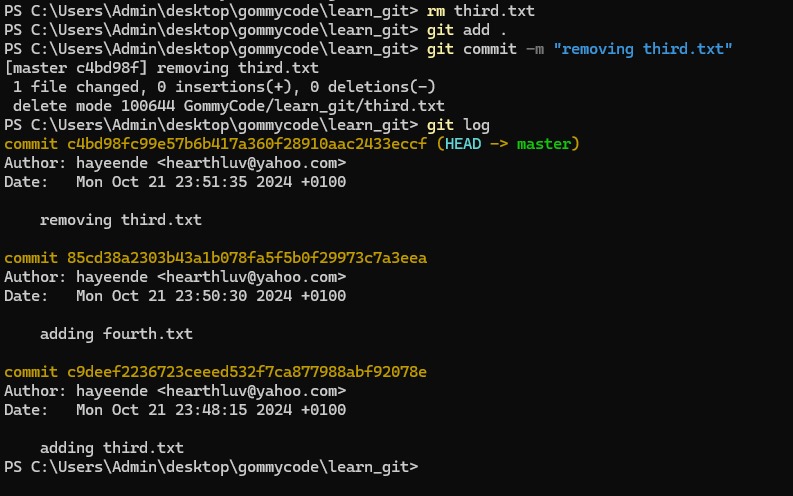 PS C:\Users\Admin\desktop\gommycode\learn_git> rm third.txt
PS C:\Users\Admin\desktop\gommycode\learn_git> git add .
PS C:\Users\Admin\desktop\gommycode\learn_git> git commit -m "removing third.txt"
[master c4bd98f] removing third.txt
 1 file changed, 0 insertions(+), 0 deletions(-)
 delete mode 100644 GommyCode/learn_git/third.txt
PS C:\Users\Admin\desktop\gommycode\learn_git> git log
commit c4bd98fc99e57b6b417a360f28910aac2433eccf (HEAD -> master)
Author: hayeende <hearthluv@yahoo.com>
Date:   Mon Oct 21 23:51:35 2024 +0100

    removing third.txt

commit 85cd38a2303b43a1b078fa5f5b0f29973c7a3eea
Author: hayeende <hearthluv@yahoo.com>
Date:   Mon Oct 21 23:50:30 2024 +0100

    adding fourth.txt

commit c9deef2236723ceeed532f7ca877988abf92078e
Author: hayeende <hearthluv@yahoo.com>
Date:   Mon Oct 21 23:48:15 2024 +0100

    adding third.txt
PS C:\Users\Admin\desktop\gommycode\learn_git>